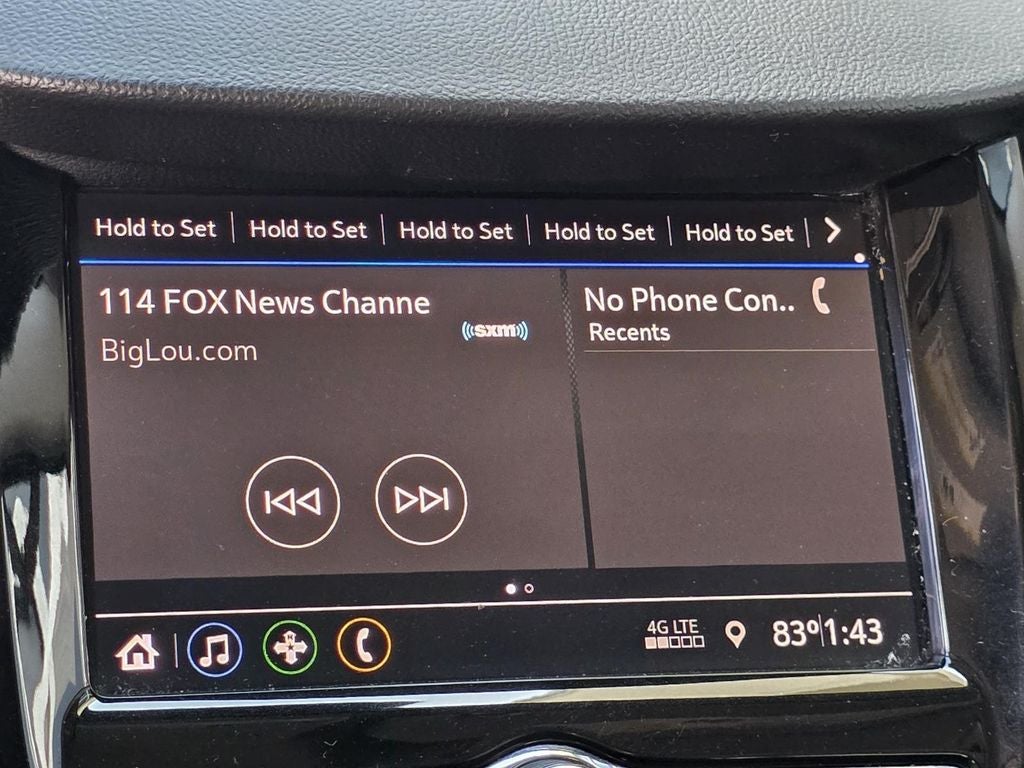 Hold to Set Hold to Set Hold to Set Hold to Set Hold to Set
114 FOX News Channe
BigLou.com
((sxm))
No Phone Con..
Recents
4G LTE
83° 1:43